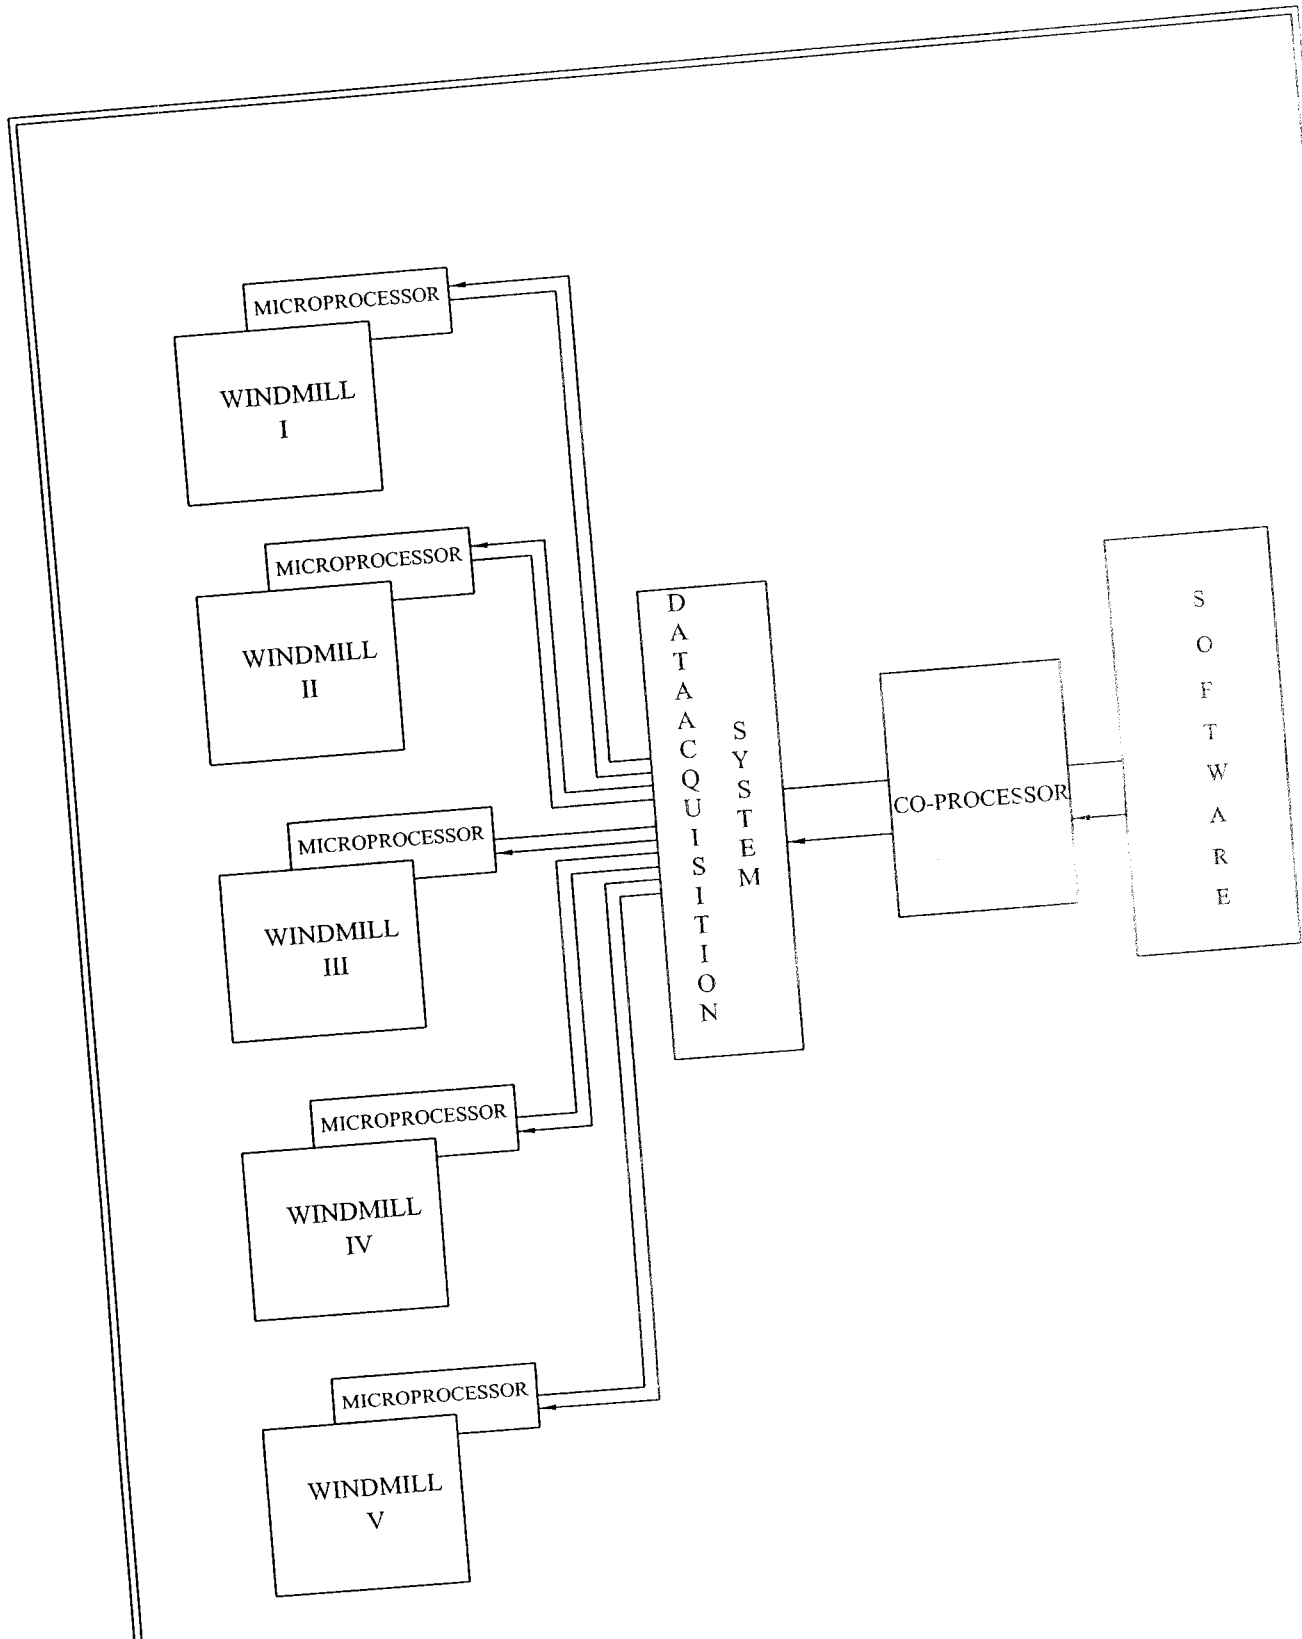 MICROPROCESSOR
WINDMILL
I
MICROPROCESSOR
WINDMILL
II
MICROPROCESSOR
WINDMILL
III
MICROPROCESSOR
WINDMILL
IV
MICROPROCESSOR
WINDMILL
V
DATAACQUISITION
SYSTEM
CO-PROCESSOR
SOFTWARE